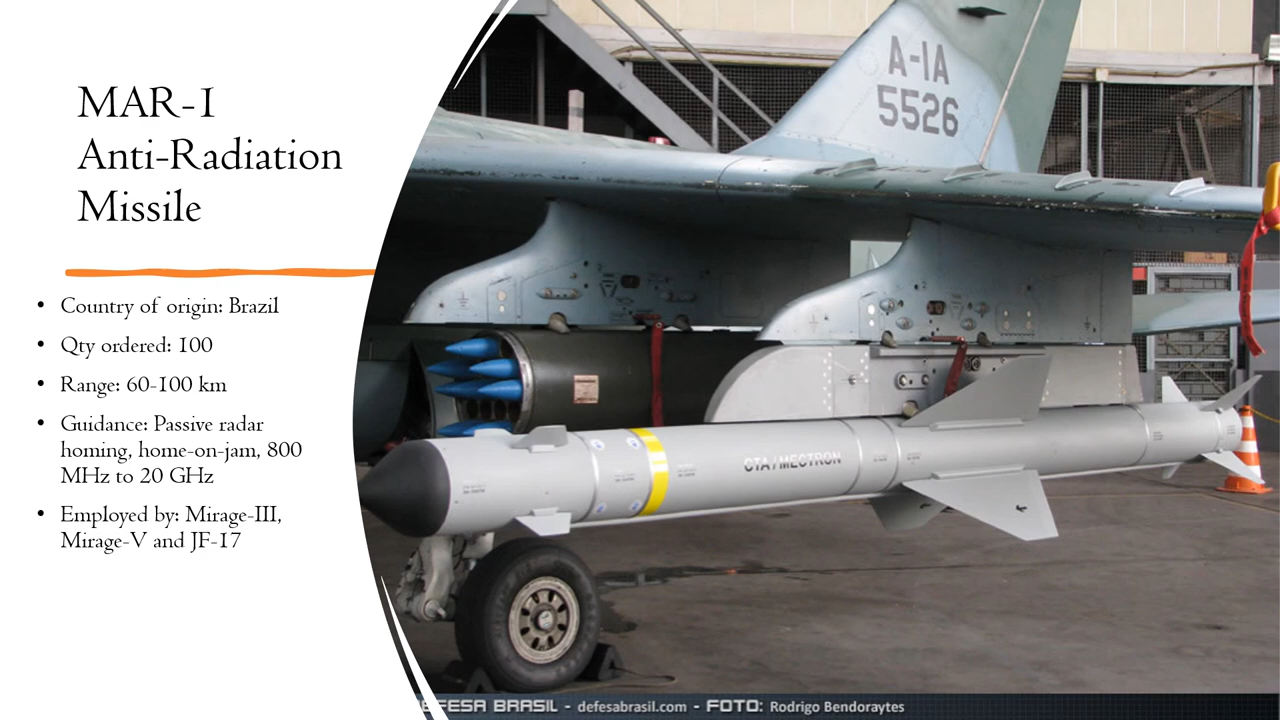 MAR-1
Anti-Radiation
Missile
• Country of origin: Brazil
• Qty ordered: 100
• Range: 60-100 km
• Guidance: Passive radar
homing, home-on-jam, 800
MHz to 20 GHz
• Employed by: Mirage-III,
Mirage-V and JF-17
A-1A
5526
CTA / MECTRON
EFESA BRASIL - defesabrasil.com - FOTO: Rodrigo Bendoraytes